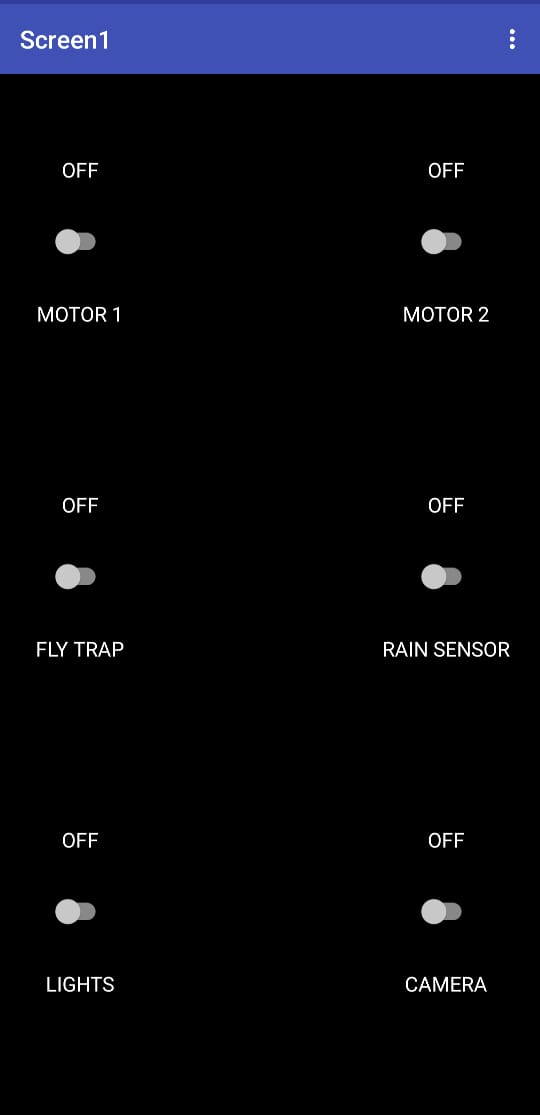 Screen1
OFF OFF
MOTOR 1 MOTOR 2
OFF OFF
FLY TRAP RAIN SENSOR
OFF OFF
LIGHTS CAMERA